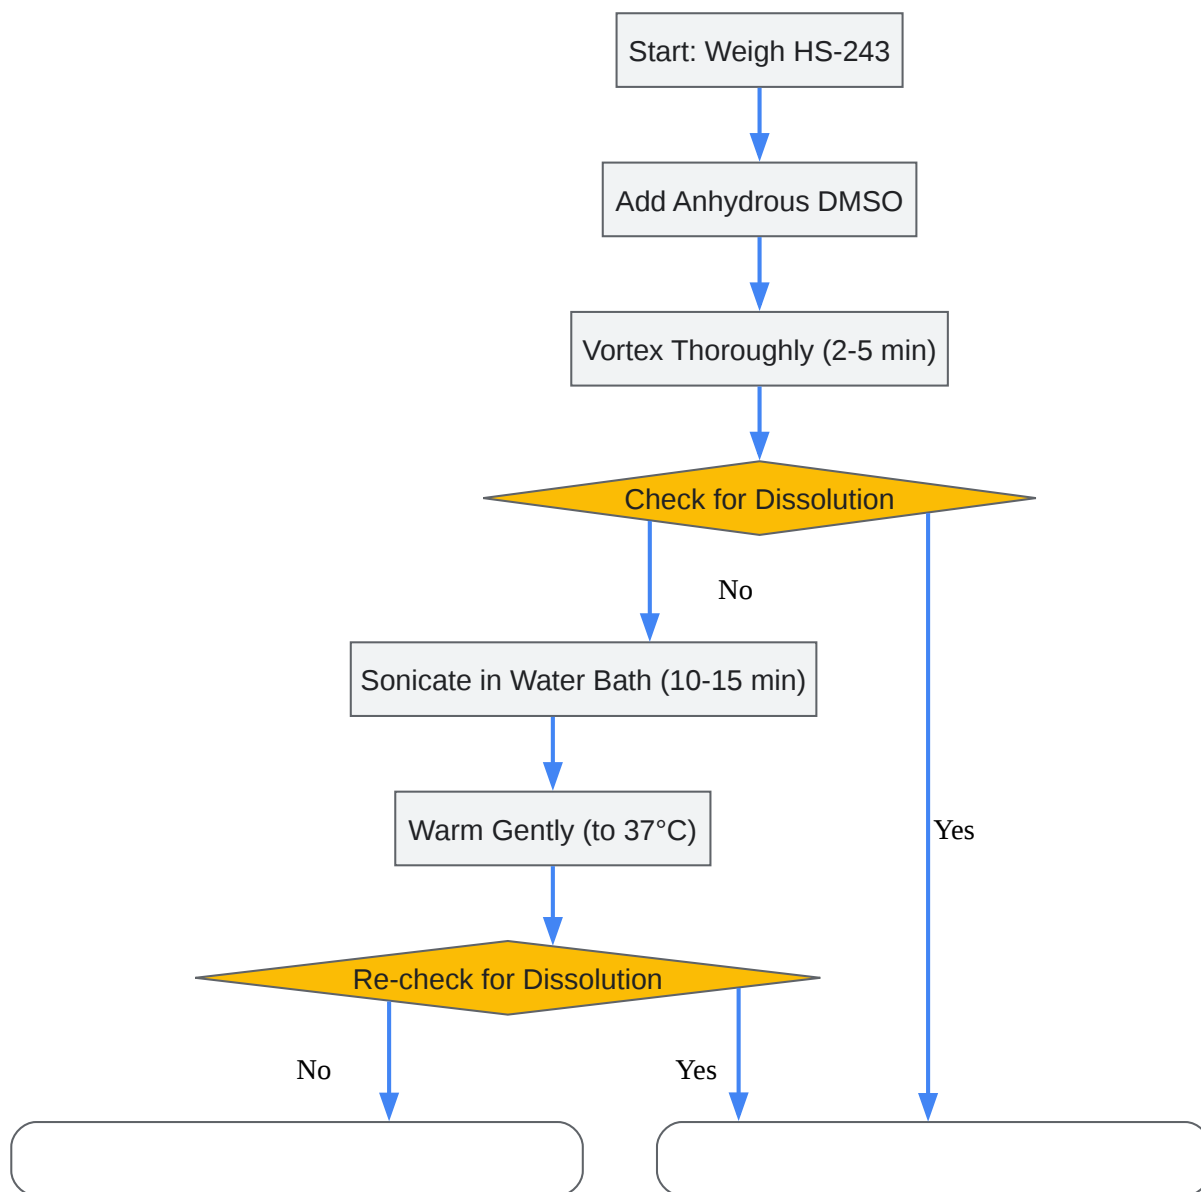 Start: Weigh HS-243
Add Anhydrous DMSO
Vortex Thoroughly (2-5 min)
Check for Dissolution
No
Sonicate in Water Bath (10-15 min)
Warm Gently (to 37°C)
Yes
Re-check for Dissolution
No
Yes